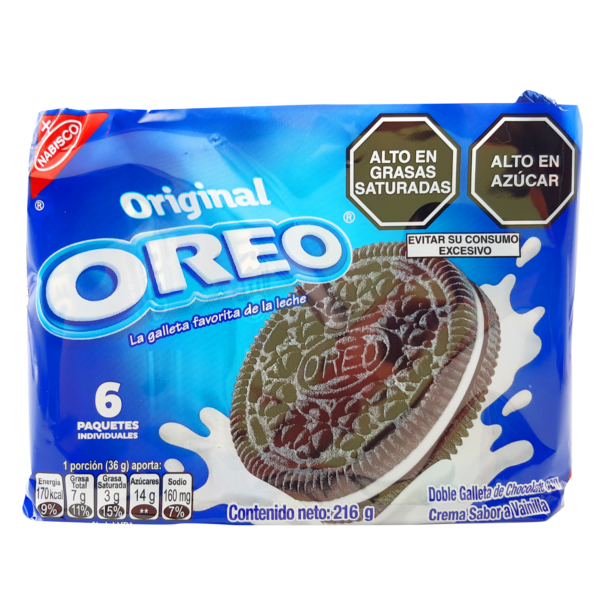 NABISCO
®
Original
OREO
®
La galleta favorita de la leche
ALTO EN
GRASAS
SATURADAS
ALTO EN
AZÚCAR
EVITAR SU CONSUMO
EXCESIVO
OREO
6
PAQUETES
INDIVIDUALES
1 porción (36 g) aporta:
Energía
170kcal
9%
Grasa
Total
7 g
11%
Grasa
Saturada
3 g
15%
Azúcares
14 g
**
Sodio
160 mg
7%
Contenido neto: 216 g
Doble Galleta de Chocolate
Crema Sabor a Vainilla